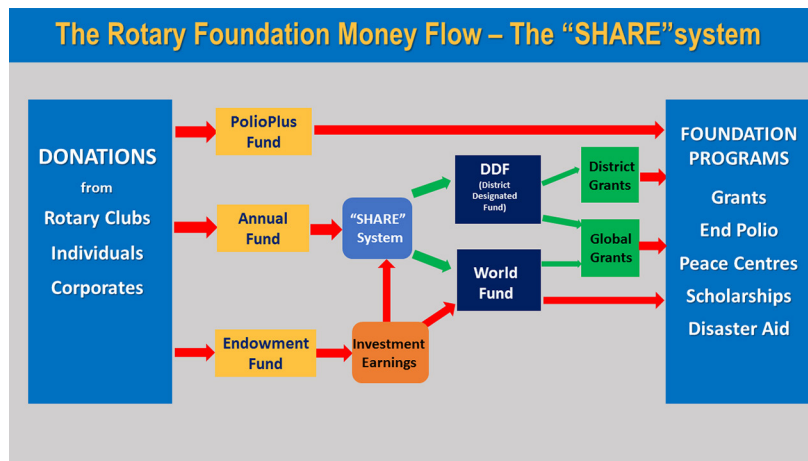 The Rotary Foundation Money Flow – The “SHARE”system
DONATIONS
from
Rotary Clubs
Individuals
Corporates
PolioPlus
Fund
Annual
Fund
Endowment
Fund
“SHARE”
System
Investment
Earnings
DDF
(District
Designated
Fund)
World
Fund
District
Grants
Global
Grants
FOUNDATION
PROGRAMS
Grants
End Polio
Peace Centres
Scholarships
Disaster Aid